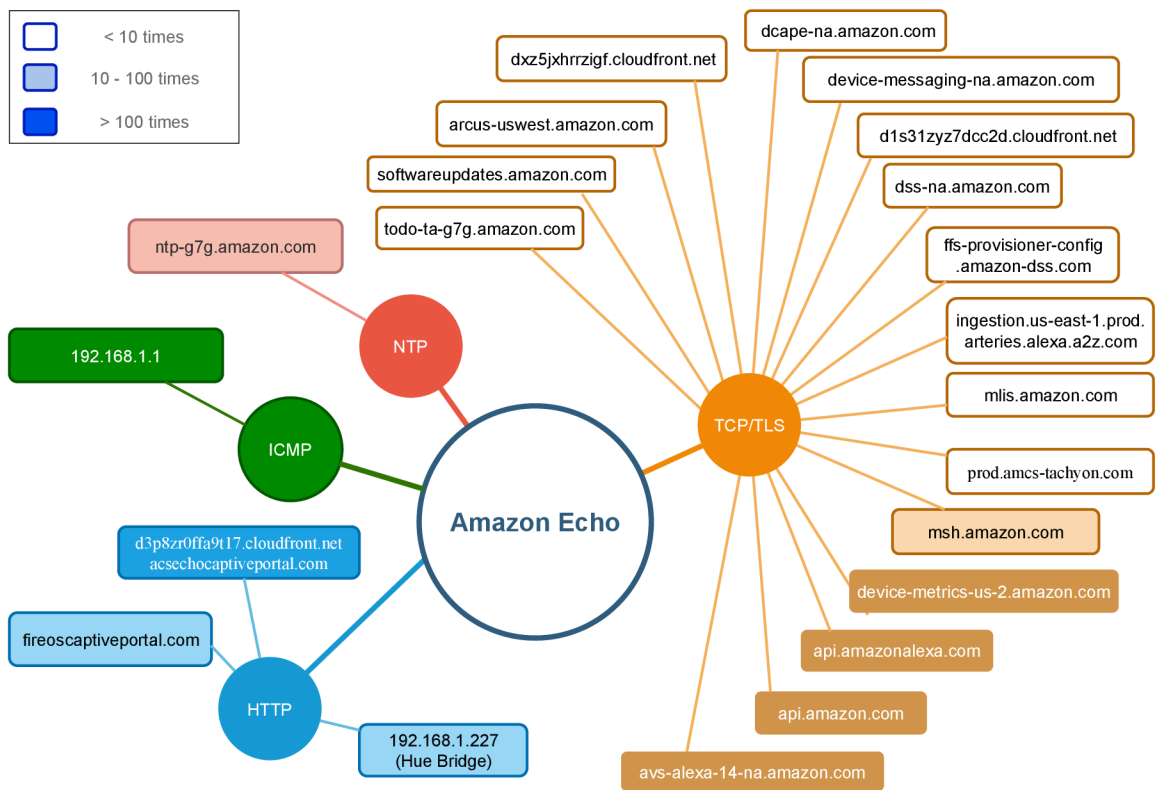 < 10 times
10 - 100 times
> 100 times
dcape-na.amazon.com
dxz5jxhrrzigf.cloudfront.net
device-messaging-na.amazon.com
arcus-uswest.amazon.com
d1s31zyz7dcc2d.cloudfront.net
softwareupdates.amazon.com
dss-na.amazon.com
todo-ta-g7g.amazon.com
ntp-g7g.amazon.com
ffs-provisioner-config
.amazon-dss.com
ingestion.us-east-1.prod.
arteries.alexa.a2z.com
NTP
192.168.1.1
mlis.amazon.com
TCP/TLS
ICMP
prod.amcs-tachyon.com
Amazon Echo
msh.amazon.com
d3p8zr0ffa9t17.cloudfront.net
acsechocaptiveportal.com
device-metrics-us-2.amazon.com
fireoscaptiveportal.com
api.amazonalexa.com
HTTP
api.amazon.com
192.168.1.227
(Hue Bridge)
avs-alexa-14-na.amazon.com